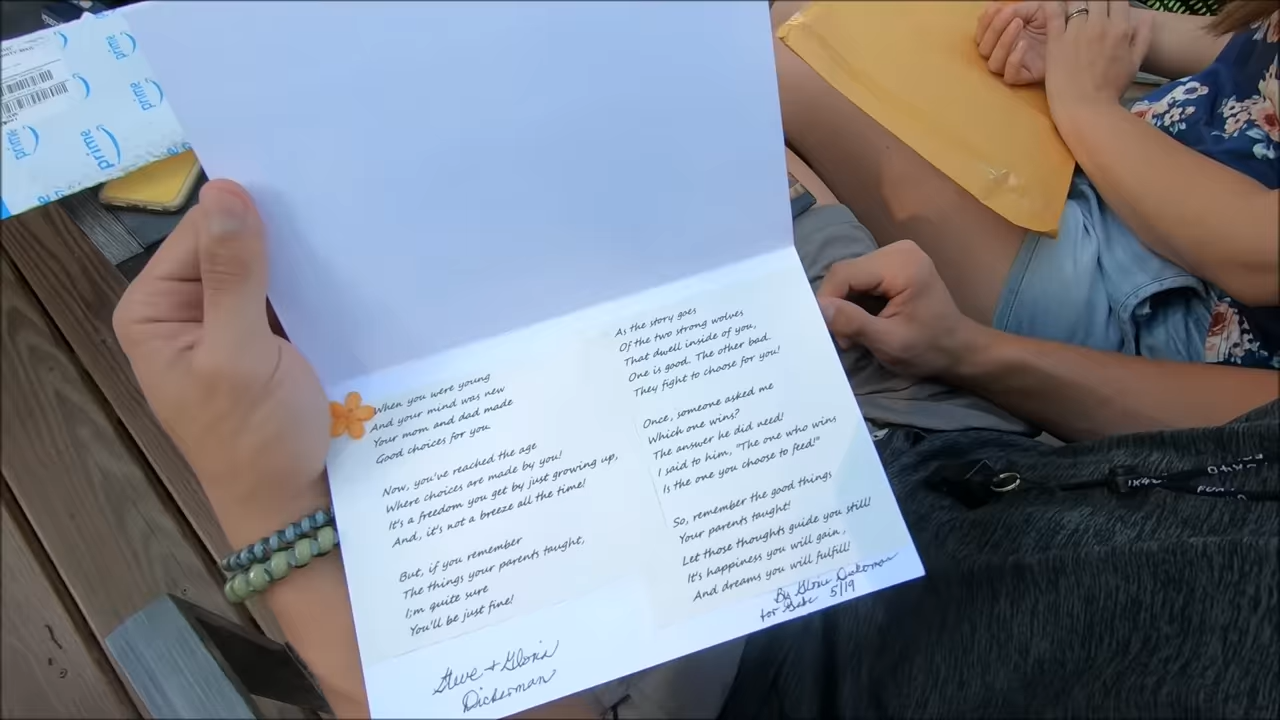 prime
prime
prime
prime
When you were young
And your mind was new
Your mom and dad made
Good choices for you
Now, you've reached the age
Where choices are made by you!
It's a freedom you get by just growing up,
And, it's not a breeze all the time!
But, if you remember
The things your parents taught,
I;m quite sure
You'll be just fine!
Steve + Gloria
Dickerman
As the story goes
Of the two strong wolves
That dwell inside of you,
One is good. The other bad.
They fight to choose for you!
Once, someone asked me
Which one wins?
The answer he did need!
I said to him, "The one who wins
Is the one you choose to feed!"
So, remember the good things
Your parents taught!
Let those thoughts guide you still!
It's happiness you will gain,
And dreams you will fulfill!
By Gloria Dickerman
for Gabe 5/19